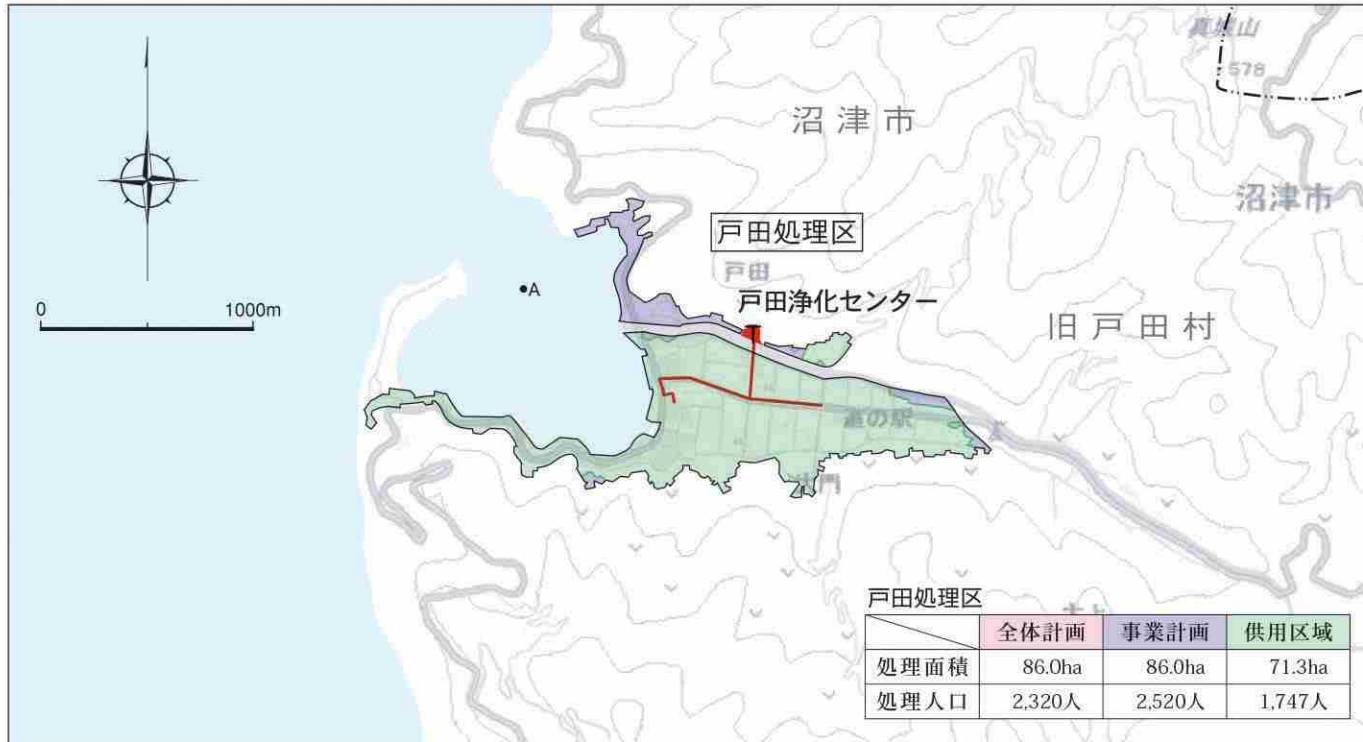 真城山
578
沼津市
沼津市
戸田処理区
戸田
戸田浄化センター
旧戸田村
•A
0 1000m
道の駅
戸田処理区
全体計画 事業計画 供用区域
処理面積 86.0ha 86.0ha 71.3ha
処理人口 2,320人 2,520人 1,747人